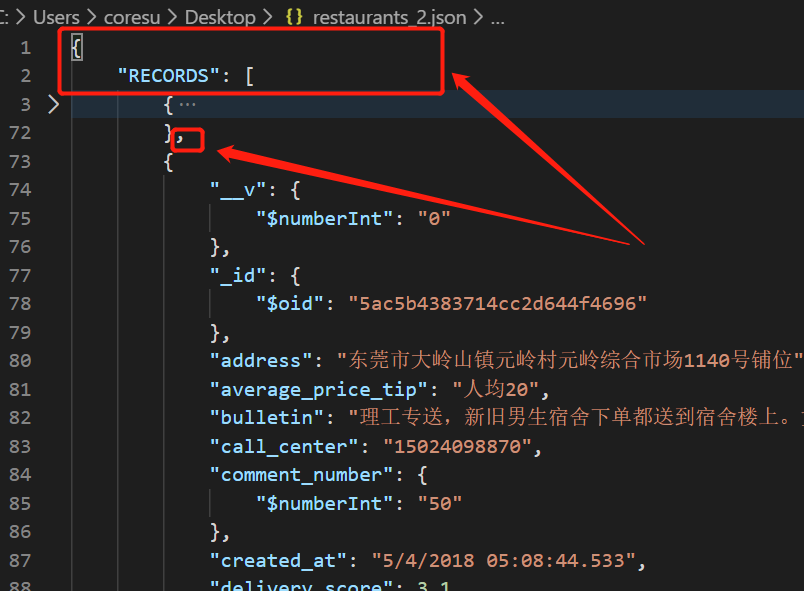 C: > Users > coresu > Desktop > {} restaurants_2.json > ...
1 {
2 "RECORDS": [
3 > { ...
72 },
73 {
74 "__v": {
75 "$numberInt": "0"
76 },
77 "_id": {
78 "$oid": "5ac5b4383714cc2d644f4696"
79 },
80 "address": "东莞市大岭山镇元岭村元岭综合市场1140号铺位"
81 "average_price_tip": "人均20",
82 "bulletin": "理工专送，新旧男生宿舍下单都送到宿舍楼上。
83 "call_center": "15024098870",
84 "comment_number": {
85 "$numberInt": "50"
86 },
87 "created_at": "5/4/2018 05:08:44.533",
88 "delivery_score": 3.1